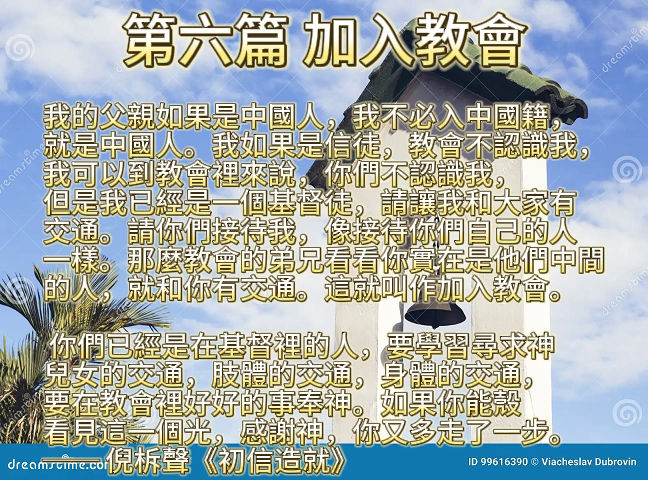 第六篇 加入教會
我的父親如果是中國人，我不必入中國籍，
就是中國人。我如果是信徒，教會不認識我，
我可以到教會裡來說，你們不認識我，
但是我已經是一個基督徒，請讓我和大家有
交通。請你們接待我，像接待你們自己的人
一樣。那麼教會的弟兄看看你實在是他們中間
的人，就和你有交通。這就叫作加入教會。
你們已經是在基督裡的人，要學習尋求神
兒女的交通，肢體的交通，身體的交通，
要在教會裡好好的事奉神。如果你能殼
看見這一個光，感謝神，你又多走了一步。
——倪柝聲《初信造就》
dreamstime.com
ID 99616390 © Viacheslav Dubrovin